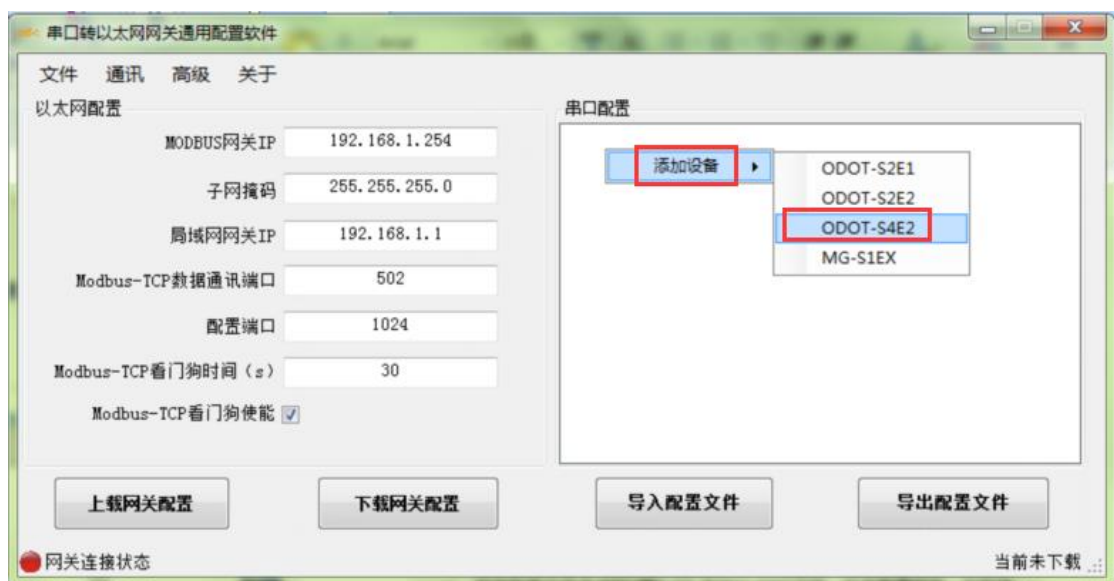 串口转以太网网关通用配置软件
文件 通讯 高级 关于
以太网配置
MODBUS网关IP 192.168.1.254
子网掩码 255.255.255.0
局域网网关IP 192.168.1.1
Modbus-TCP数据通讯端口 502
配置端口 1024
Modbus-TCP看门狗时间（s） 30
Modbus-TCP看门狗使能
串口配置
添加设备
ODOT-S2E1
ODOT-S2E2
ODOT-S4E2
MG-S1EX
上载网关配置 下载网关配置 导入配置文件 导出配置文件
网关连接状态 当前未下载